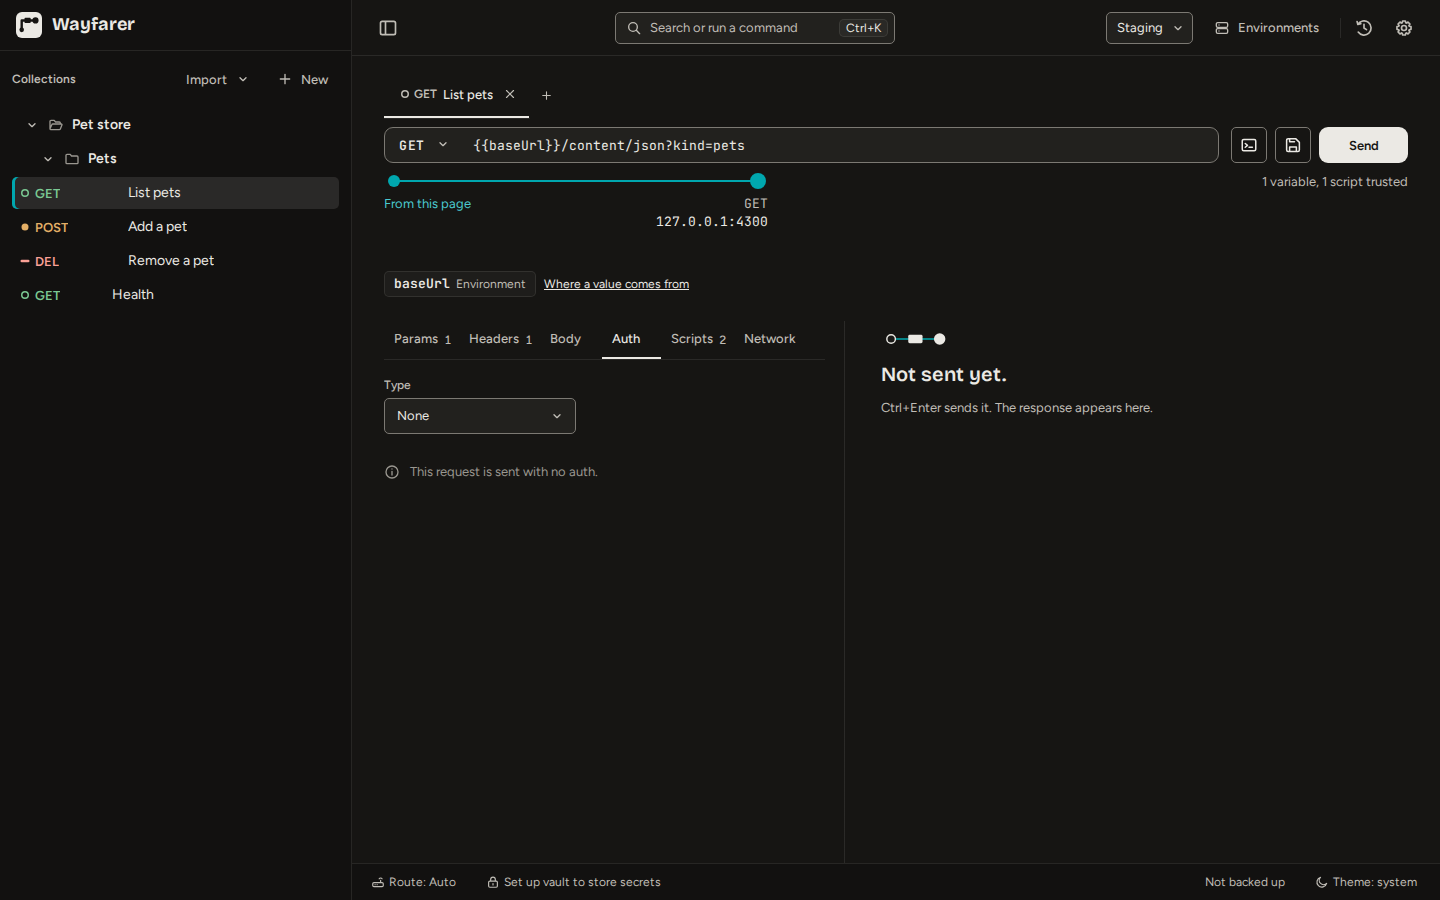 Wayfarer
Search or run a command Ctrl+K
Staging
Environments
Collections
Import
New
Pet store
Pets
GET List pets
POST Add a pet
DEL Remove a pet
GET Health
GET List pets
GET {{baseUrl}}/content/json?kind=pets
Send
1 variable, 1 script trusted
From this page
GET
127.0.0.1:4300
baseUrl Environment Where a value comes from
Params 1 Headers 1 Body Auth Scripts 2 Network
Type
None
This request is sent with no auth.
Not sent yet.
Ctrl+Enter sends it. The response appears here.
Route: Auto
Set up vault to store secrets
Not backed up
Theme: system